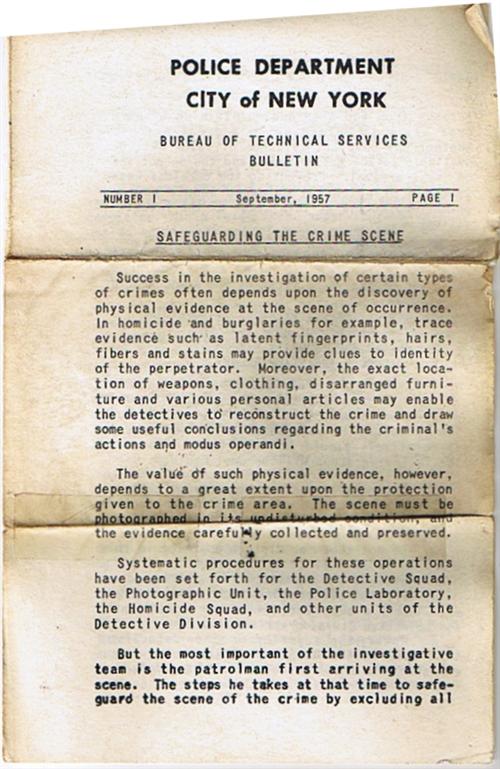 POLICE DEPARTMENT
CITY of NEW YORK
BUREAU OF TECHNICAL SERVICES
BULLETIN
NUMBER 1 September, 1957 PAGE 1
SAFEGUARDING THE CRIME SCENE
Success in the investigation of certain types
of crimes often depends upon the discovery of
physical evidence at the scene of occurrence.
In homicide and burglaries for example, trace
evidence such as latent fingerprints, hairs,
fibers and stains may provide clues to identity
of the perpetrator. Moreover, the exact loca-
tion of weapons, clothing, disarranged furni-
ture and various personal articles may enable
the detectives to reconstruct the crime and draw
some useful conclusions regarding the criminal's
actions and modus operandi.
The value of such physical evidence, however,
depends to a great extent upon the protection
given to the crime area. The scene must be
photographed in its undisturbed condition, and
the evidence carefully collected and preserved.
Systematic procedures for these operations
have been set forth for the Detective Squad,
the Photographic Unit, the Police Laboratory,
the Homicide Squad, and other units of the
Detective Division.
But the most important of the investigative
team is the patrolman first arriving at the
scene. The steps he takes at that time to safe-
guard the scene of the crime by excluding all